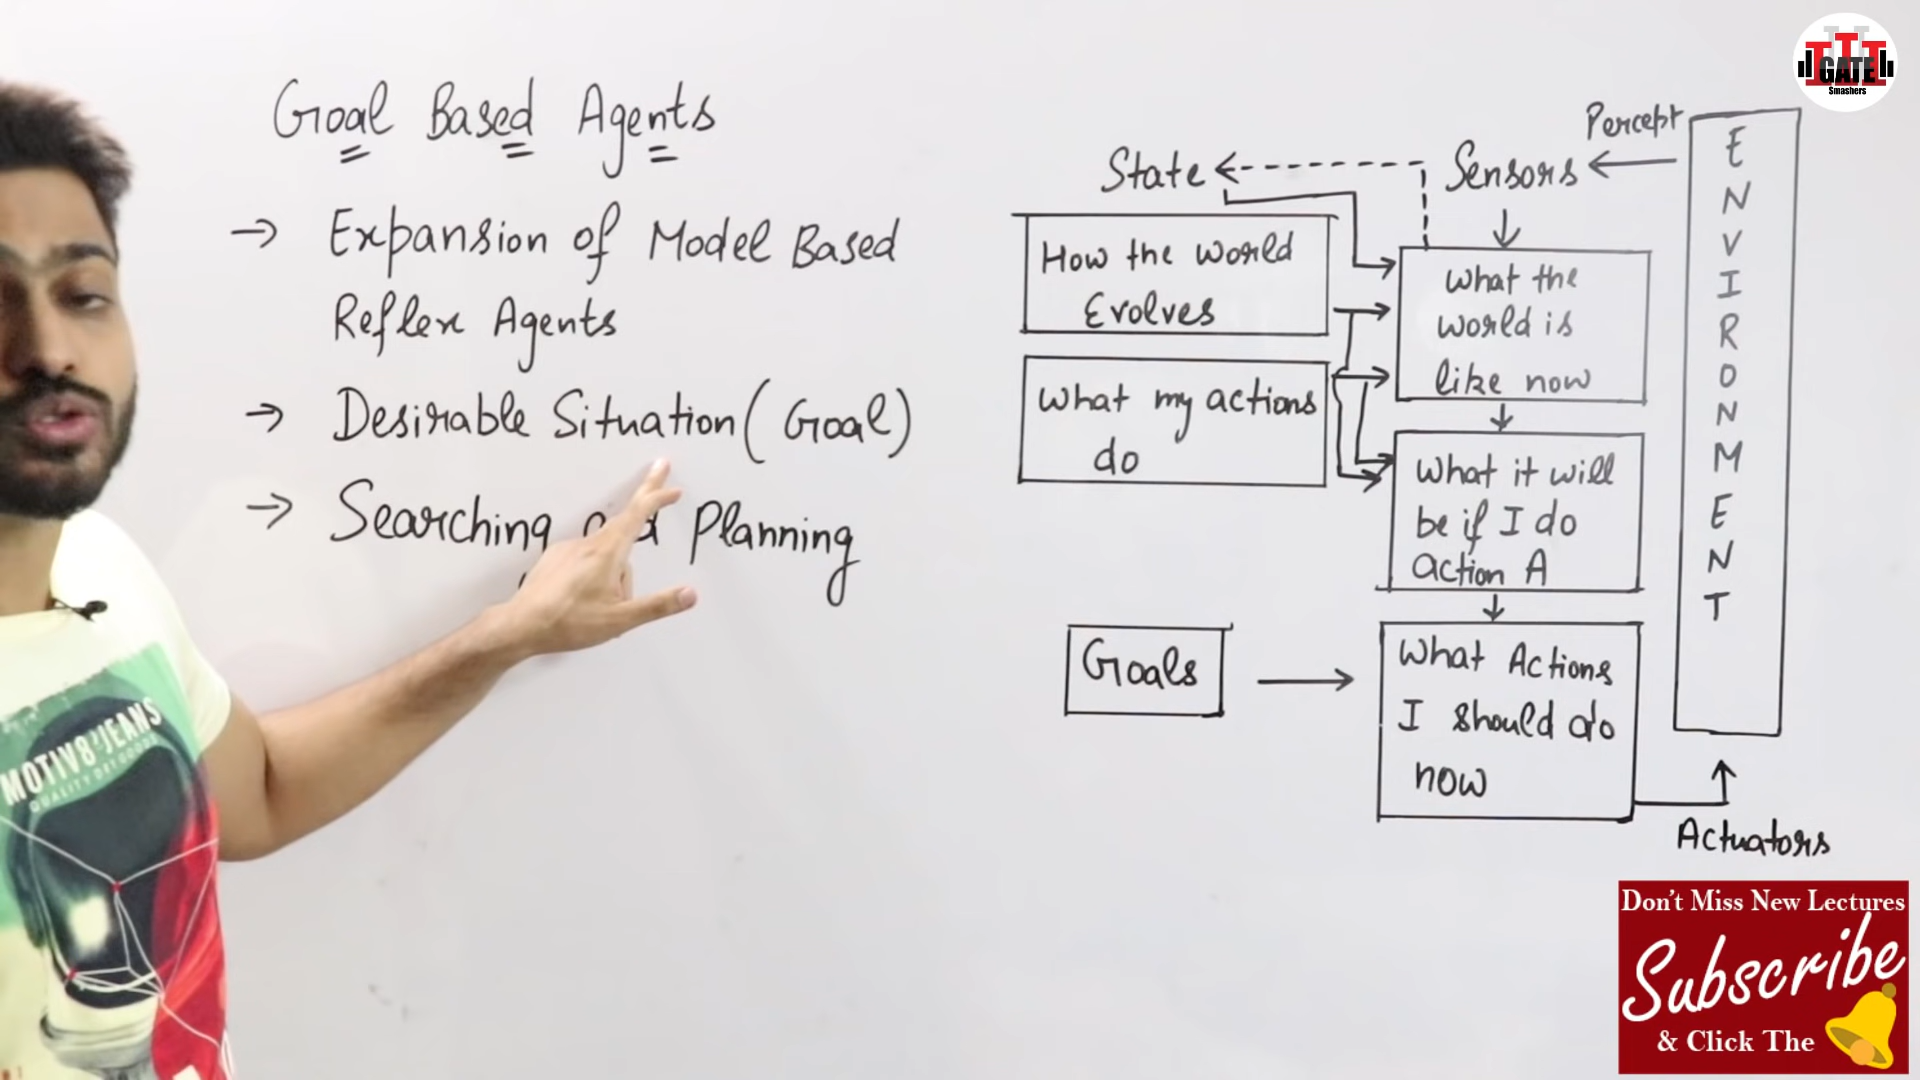 Goal Based Agents
→ Expansion of Model Based
Reflex Agents
→ Desirable Situation (Goal)
→ Searching and Planning
State
Sensors
Percept
How the world
Evolves
What my actions
do
What the
world is
like now
What it will
be if I do
action A
Goals
What Actions
I should do
now
ENVIRONMENT
Actuators
GATE
Smashers
MOTIV8 JEANS
Don't Miss New Lectures
Subscribe
& Click The